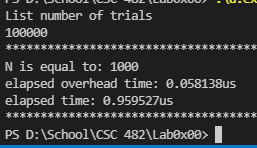 PS D:\School\CSC 482\Lab0x00> .\a.ex
List number of trials
100000
************************************
N is equal to: 1000
elapsed overhead time: 0.058138us
elapsed time: 0.959527us
************************************
PS D:\School\CSC 482\Lab0x00>